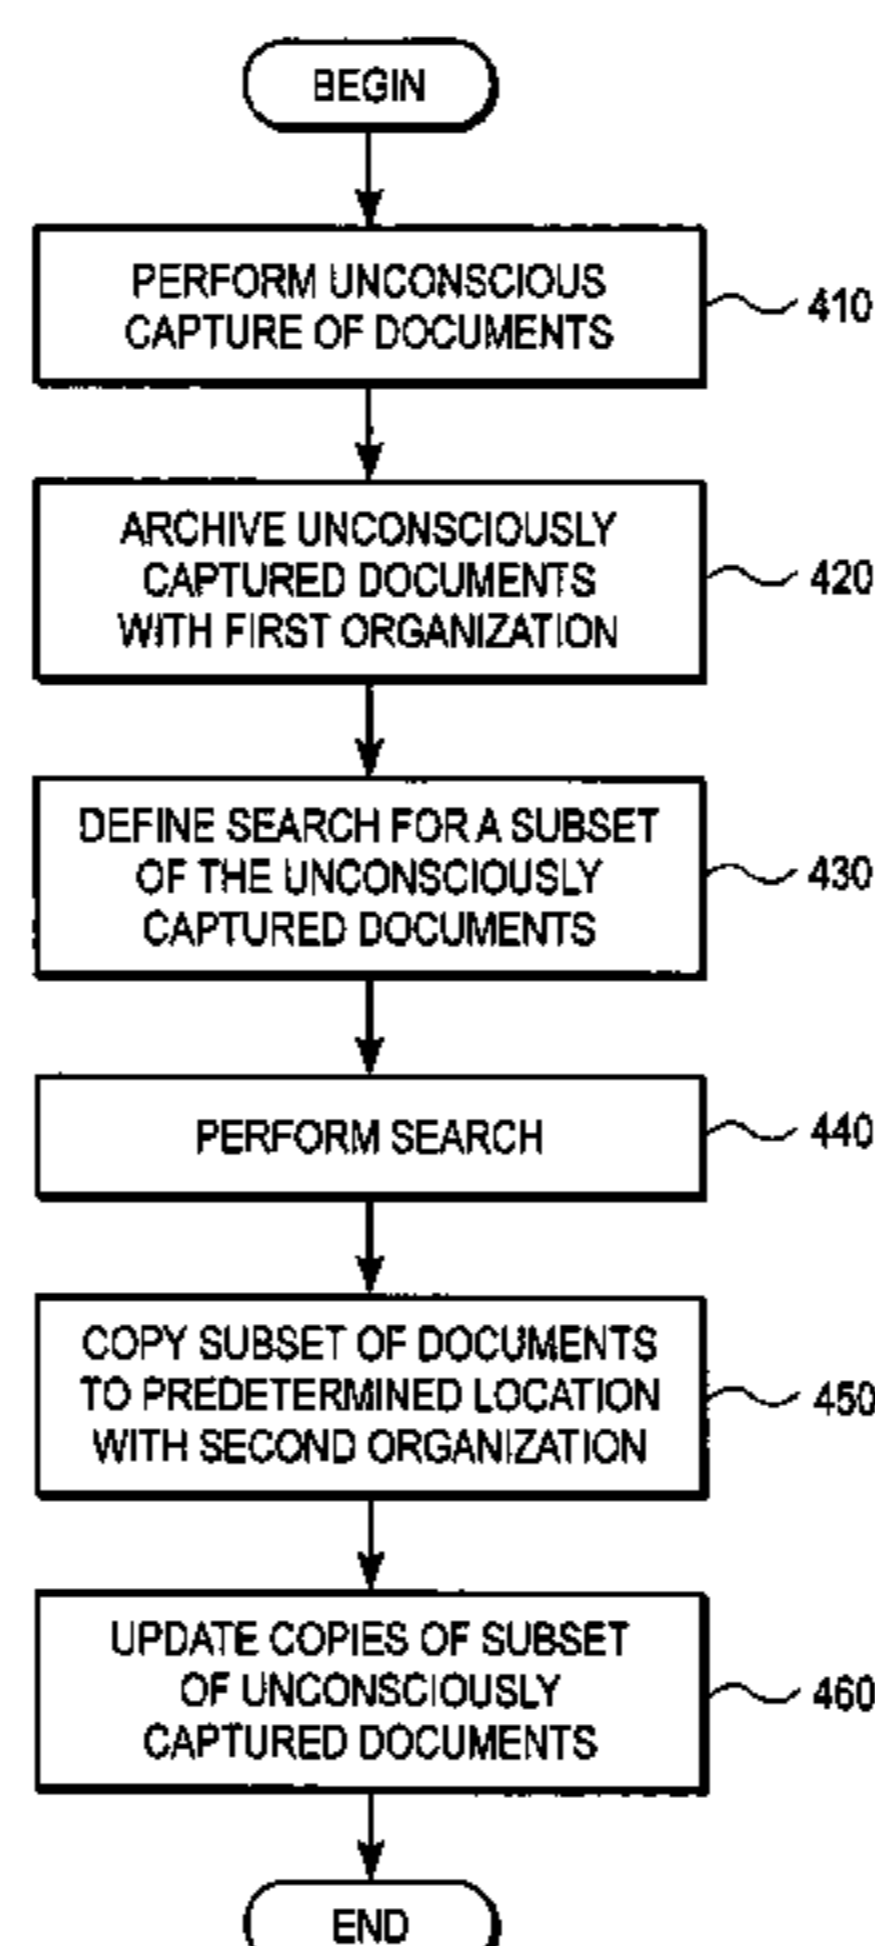 BEGIN
PERFORM UNCONSCIOUS
CAPTURE OF DOCUMENTS
410
ARCHIVE UNCONSCIOUSLY
CAPTURED DOCUMENTS
WITH FIRST ORGANIZATION
420
DEFINE SEARCH FOR A SUBSET
OF THE UNCONSCIOUSLY
CAPTURED DOCUMENTS
430
PERFORM SEARCH
440
COPY SUBSET OF DOCUMENTS
TO PREDETERMINED LOCATION
WITH SECOND ORGANIZATION
450
UPDATE COPIES OF SUBSET
OF UNCONSCIOUSLY
CAPTURED DOCUMENTS
460
END